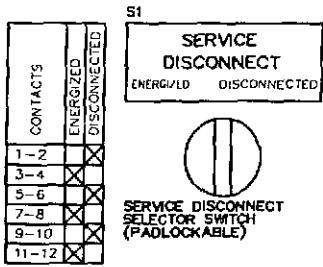 S1
SERVICE
DISCONNECT
ENERGIZED DISCONNECTED
CONTACTS
ENERGIZED
DISCONNECTED
1-2
3-4
5-6
7-8
9-10
11-12
SERVICE DISCONNECT
SELECTOR SWITCH
(PADLOCKABLE)